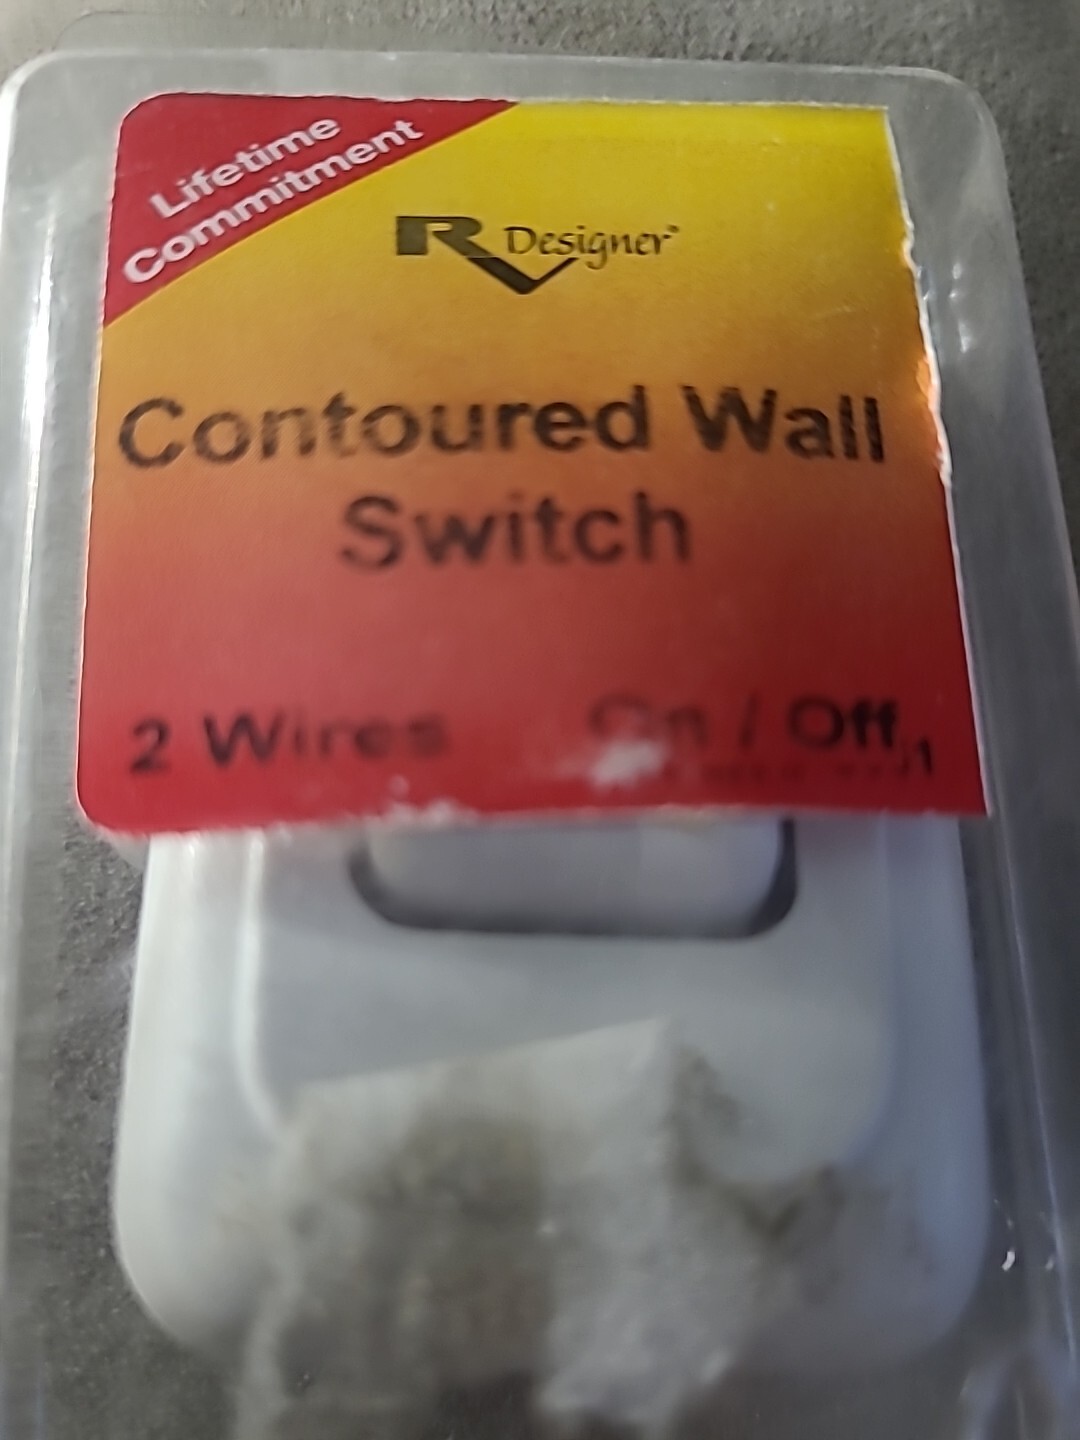 Lifetime
Commitment
RV Designer®
Contoured Wall
Switch
2 Wires On / Off